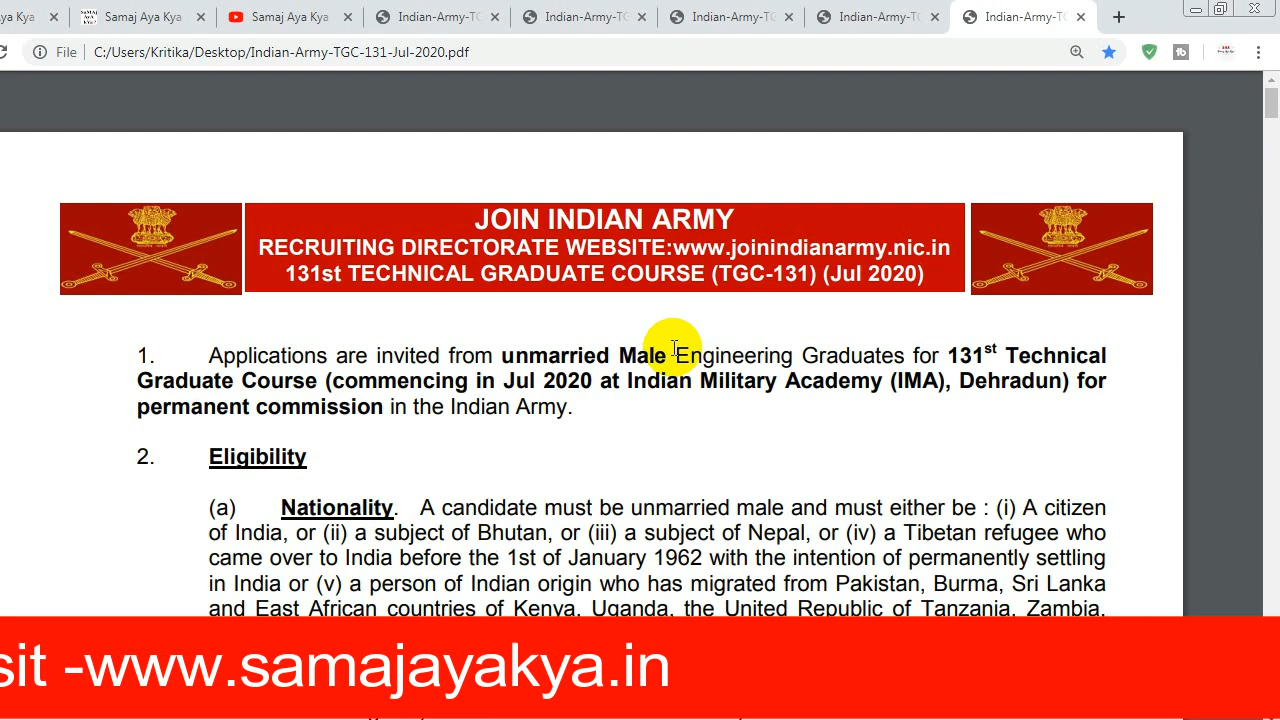 aya Kya
Samaj Aya Kya
Samaj Aya Kya
Indian-Army-TG
Indian-Army-TG
Indian-Army-TG
Indian-Army-TG
Indian-Army-TG
File C:/Users/Kritika/Desktop/Indian-Army-TGC-131-Jul-2020.pdf
JOIN INDIAN ARMY
RECRUITING DIRECTORATE WEBSITE:www.joinindianarmy.nic.in
131st TECHNICAL GRADUATE COURSE (TGC-131) (Jul 2020)
1. Applications are invited from unmarried Male Engineering Graduates for 131st Technical
Graduate Course (commencing in Jul 2020 at Indian Military Academy (IMA), Dehradun) for
permanent commission in the Indian Army.
2. Eligibility
(a) Nationality. A candidate must be unmarried male and must either be : (i) A citizen
of India, or (ii) a subject of Bhutan, or (iii) a subject of Nepal, or (iv) a Tibetan refugee who
came over to India before the 1st of January 1962 with the intention of permanently settling
in India or (v) a person of Indian origin who has migrated from Pakistan, Burma, Sri Lanka
and East African countries of Kenya, Uganda, the United Republic of Tanzania, Zambia,
sit -www.samajayakya.in